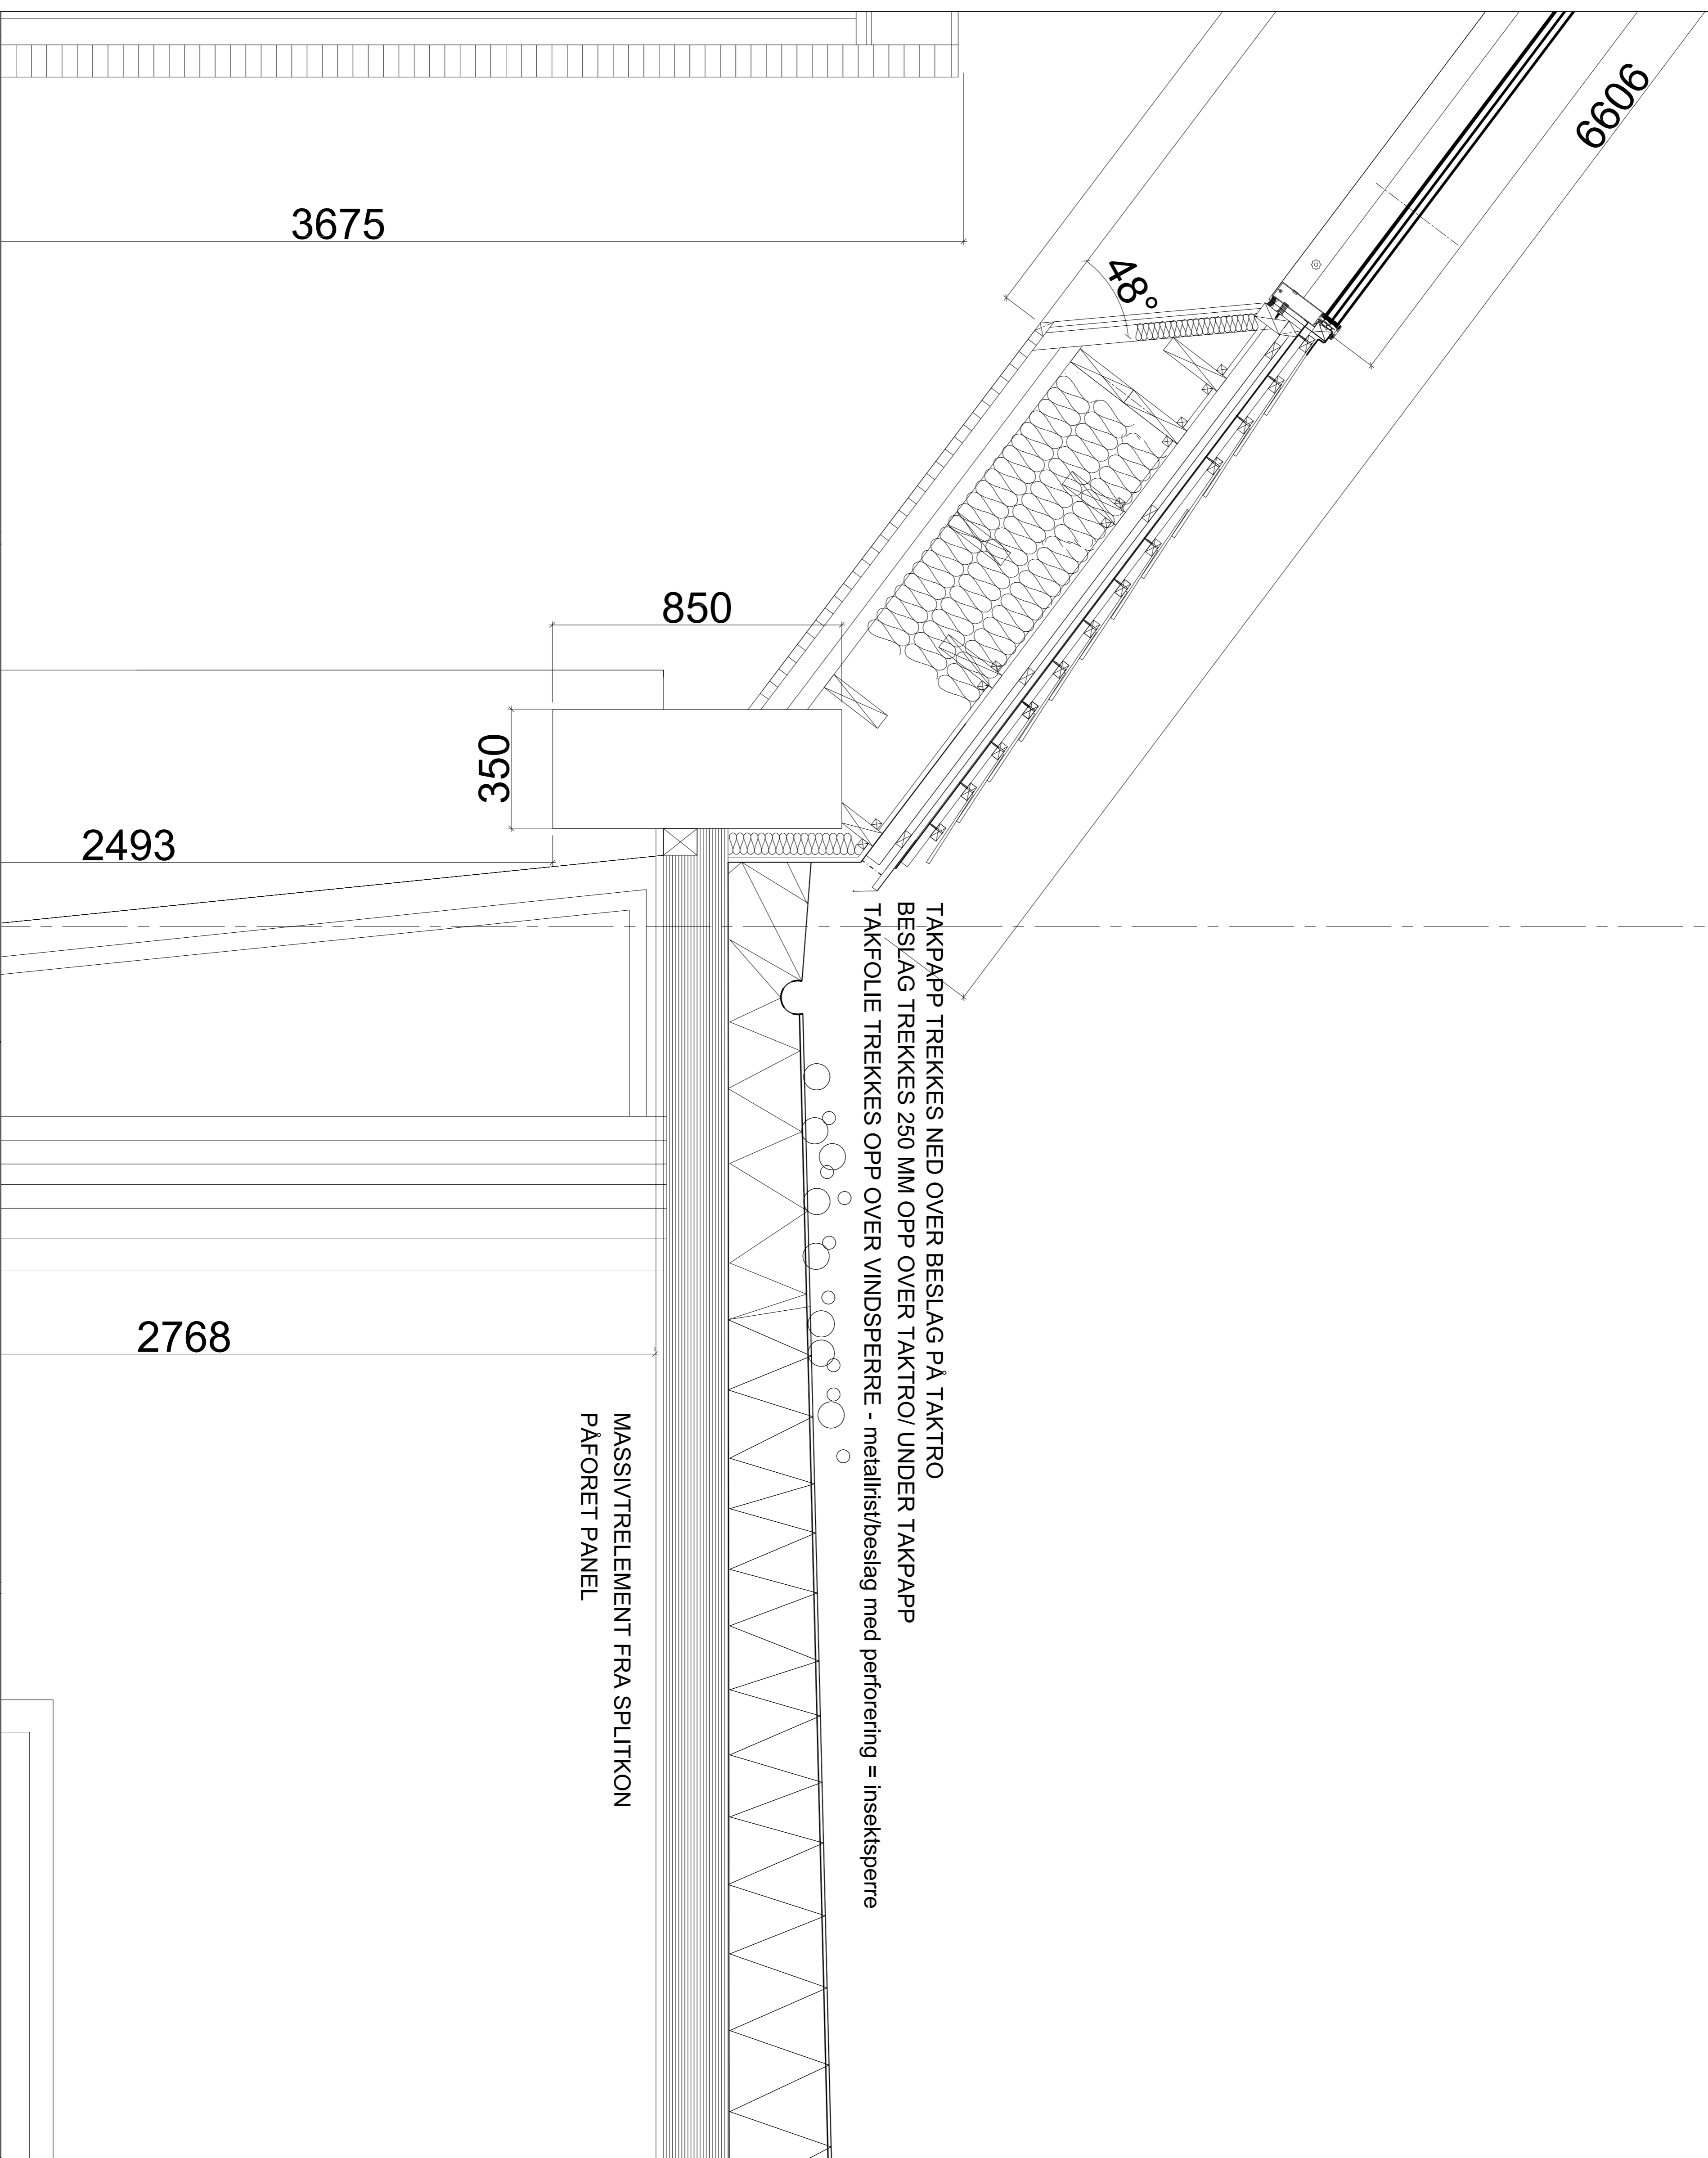 6606
3675
48°
850
350
2493
TAKPAPP TREKKES NED OVER BESLAG PÅ TAKTRO
BESLAG TREKKES 250 MM OPP OVER TAKTRO/ UNDER TAKPAPP
TAKFOLIE TREKKES OPP OVER VINDSPERRE - metallrist/beslag med perforering = insektsperre
2768
MASSIVTRELEMENT FRA SPLITKON
PÅFORET PANEL